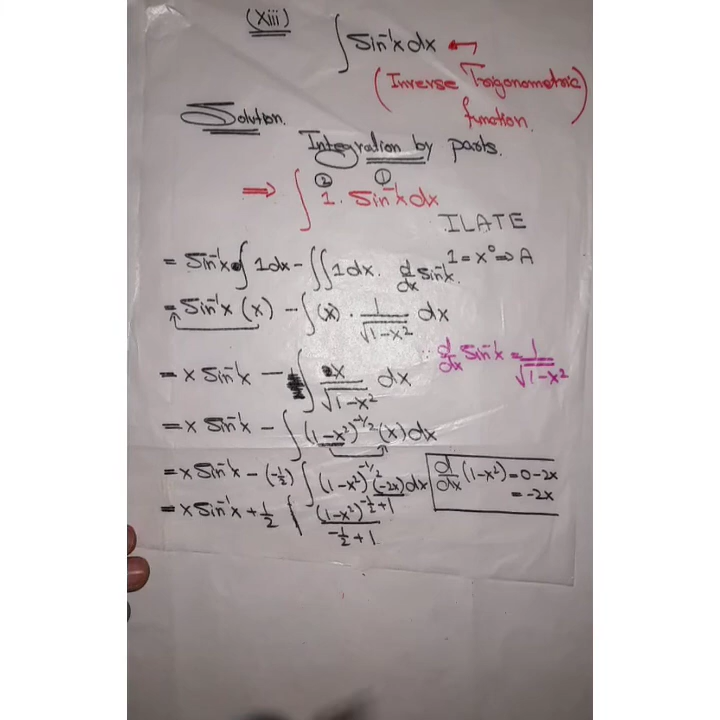 (xiii) ∫ Sin⁻¹x dx ←
(Inverse Trigonometric
function.
Solution.
Integration by parts.
② ①
⇒ ∫ 1 . Sin⁻¹x dx
ILATE
1 = x⁰ ⇒ A
= Sin⁻¹x ∫ 1dx - ∫∫ 1dx . d/dx Sin⁻¹x.
= Sin⁻¹x (x) - ∫(x) . 1/√(1-x²) dx
∴ d/dx Sin⁻¹x = 1/√(1-x²)
= x Sin⁻¹x - ∫ x/√(1-x²) dx
= x Sin⁻¹x - ∫ (1-x²)^(-1/2) (x) dx
= x Sin⁻¹x - (-1/2) ∫ (1-x²)^(-1/2) (-2x) dx
d/dx (1-x²) = 0-2x
= -2x
= x Sin⁻¹x + 1/2 ∫ (1-x²)^(-1/2+1) / (-1/2+1)